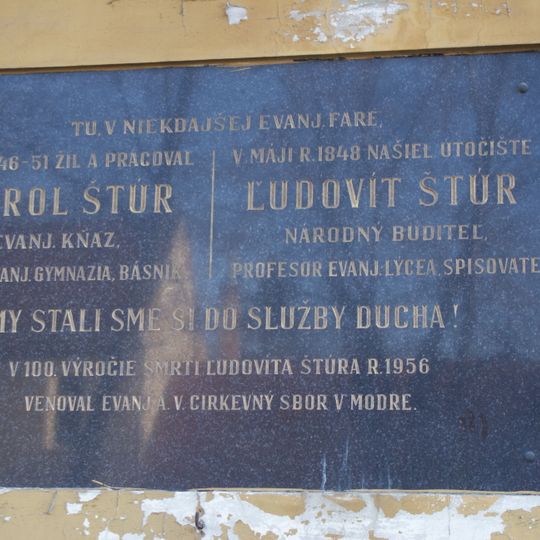 TU, V NIEKDAJŠEJ EVANJ. FARE,
46-51 ŽIL A PRACOVAL
ROL ŠTÚR
EVANJ. KŇAZ,
ANJ. GYMNAZIA, BÁSNIK
V MÁJI R. 1848 NAŠIEL ÚTOČIŠTE
ĽUDOVÍT ŠTÚR
NÁRODNÝ BUDITEĽ,
PROFESOR EVANJ. LÝCEA, SPISOVATE
MY STALI SME SI DO SLUŽBY DUCHA!
V 100. VÝROČIE SMRTI ĽUDOVÍTA ŠTÚRA R. 1956
VENOVAL EVANJ. A. V. CIRKEVNÝ SBOR V MODRE.